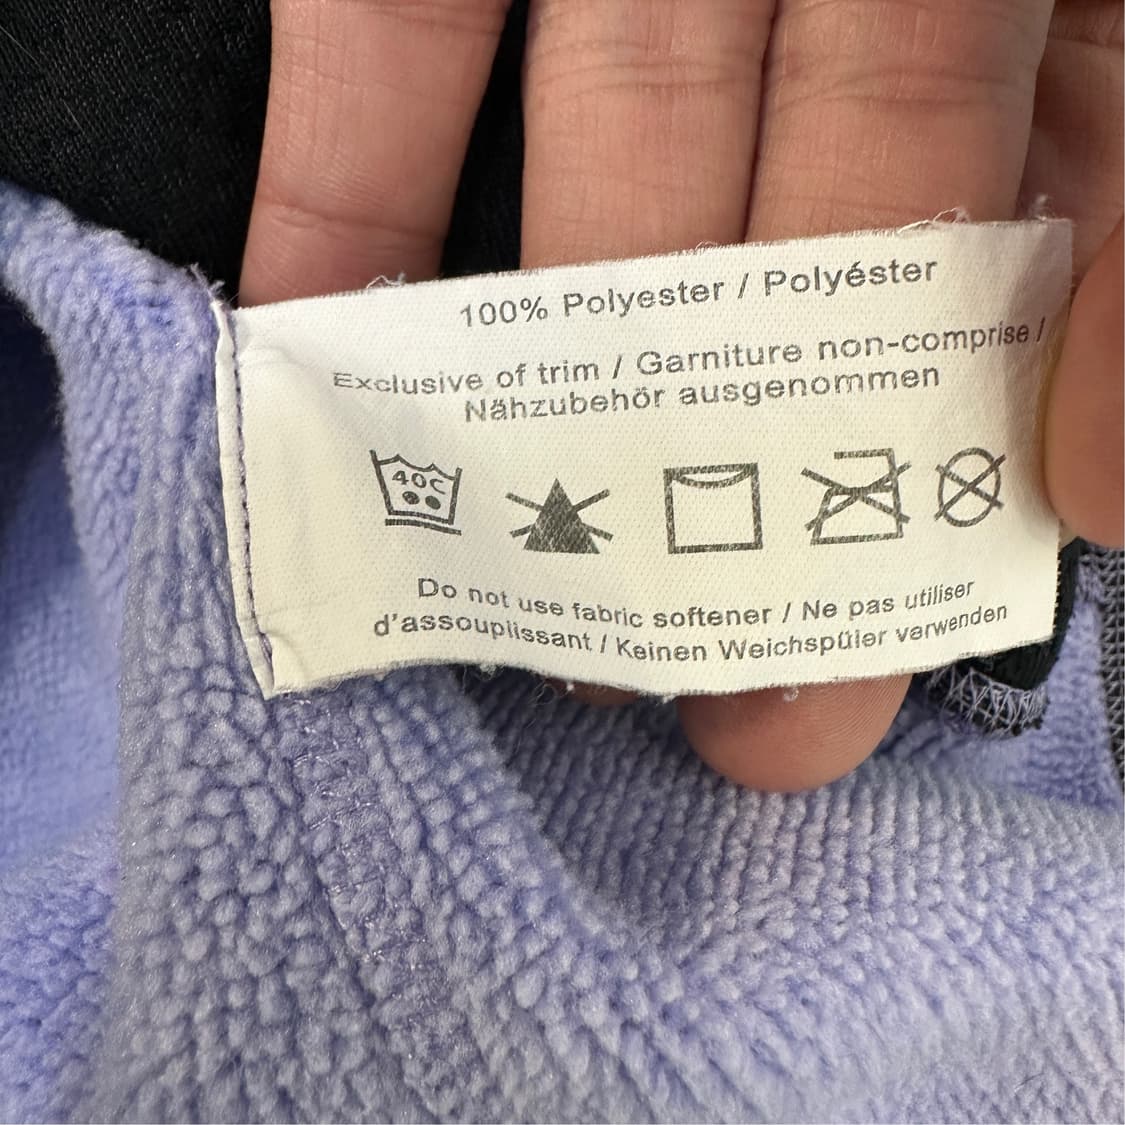 100% Polyester / Polyéster
Exclusive of trim / Garniture non-comprise /
Nähzubehör ausgenommen
40C
Do not use fabric softener / Ne pas utiliser
d'assouplissant / Keinen Weichspüler verwenden